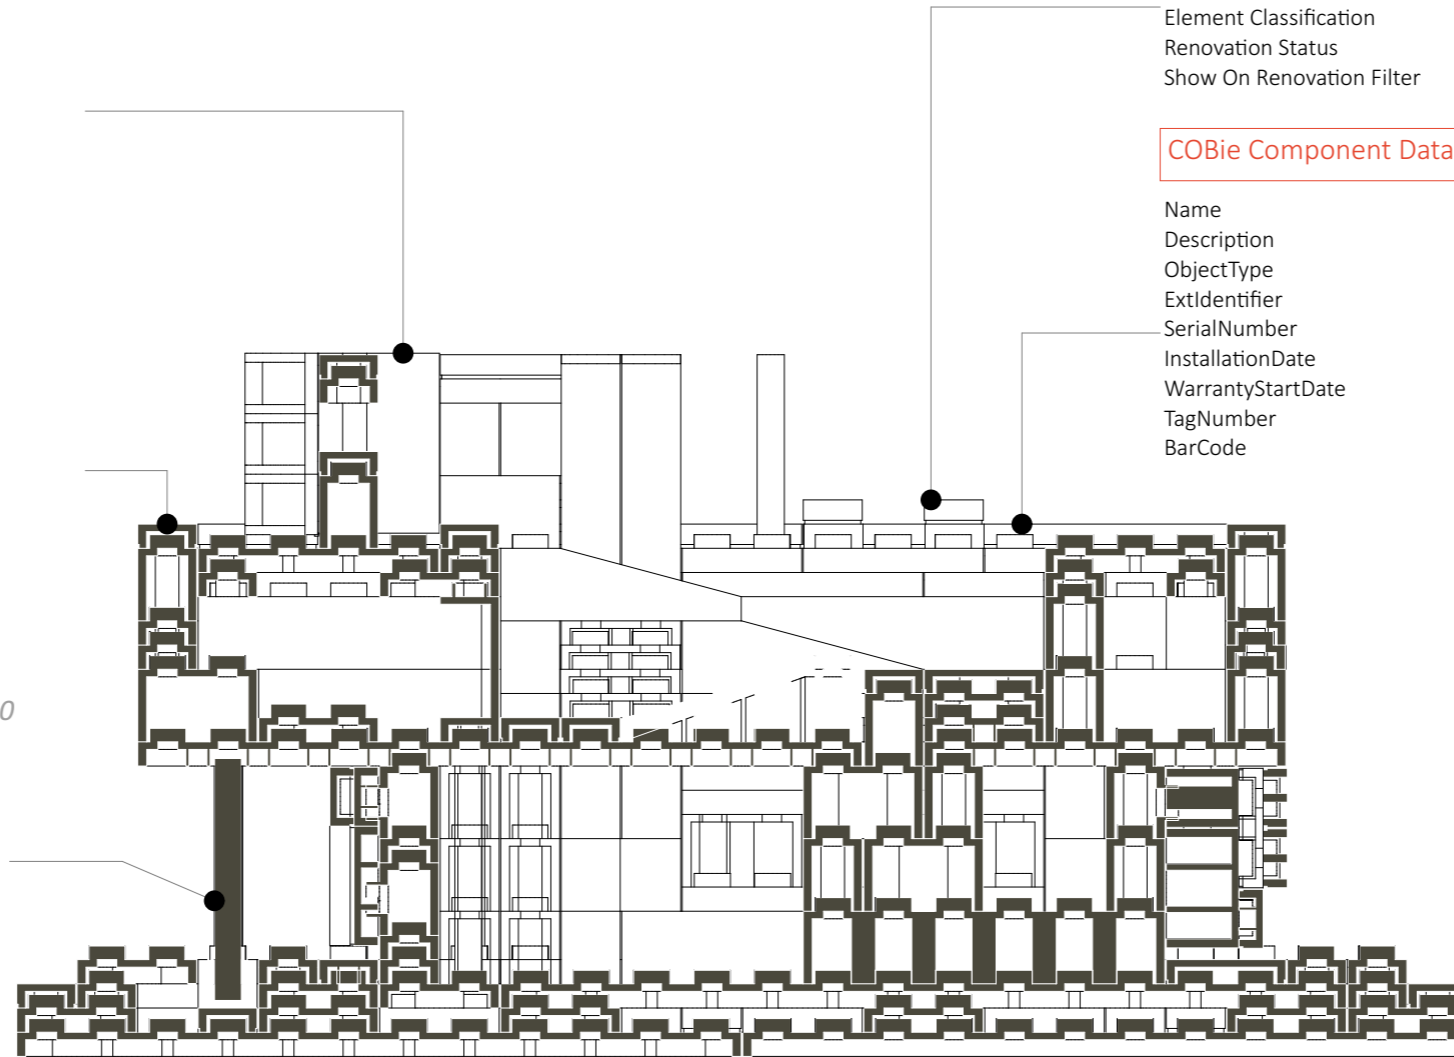 Element Classification
Renovation Status
Show On Renovation Filter
COBie Component Data
Name
Description
ObjectType
ExtIdentifier
SerialNumber
InstallationDate
WarrantyStartDate
TagNumber
BarCode
0